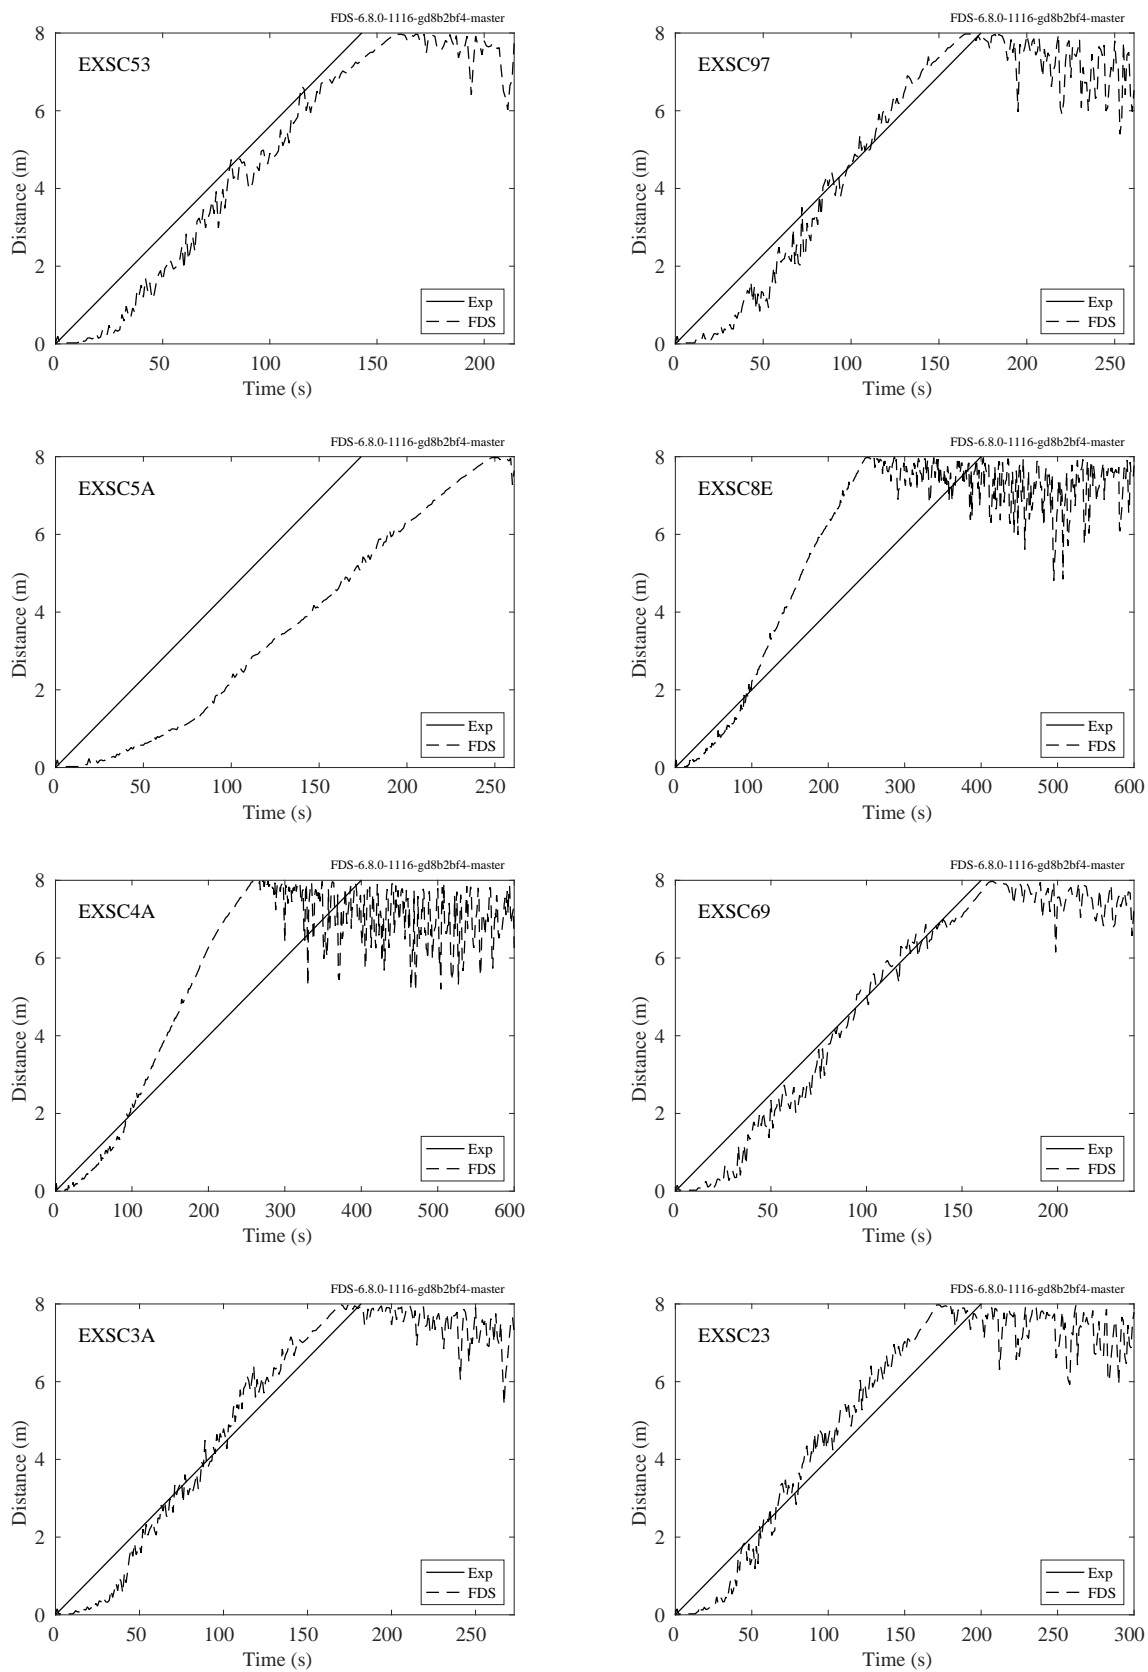 FDS-6.8.0-1116-gd8b2bf4-master
EXSC53
Distance (m)
8
6
4
2
0
0 50 100 150 200
Time (s)
Exp
FDS
FDS-6.8.0-1116-gd8b2bf4-master
EXSC97
Distance (m)
8
6
4
2
0
0 50 100 150 200 250
Time (s)
Exp
FDS
FDS-6.8.0-1116-gd8b2bf4-master
EXSC5A
Distance (m)
8
6
4
2
0
0 50 100 150 200 250
Time (s)
Exp
FDS
FDS-6.8.0-1116-gd8b2bf4-master
EXSC8E
Distance (m)
8
6
4
2
0
0 100 200 300 400 500 600
Time (s)
Exp
FDS
FDS-6.8.0-1116-gd8b2bf4-master
EXSC4A
Distance (m)
8
6
4
2
0
0 100 200 300 400 500 600
Time (s)
Exp
FDS
FDS-6.8.0-1116-gd8b2bf4-master
EXSC69
Distance (m)
8
6
4
2
0
0 50 100 150 200
Time (s)
Exp
FDS
FDS-6.8.0-1116-gd8b2bf4-master
EXSC3A
Distance (m)
8
6
4
2
0
0 50 100 150 200 250
Time (s)
Exp
FDS
FDS-6.8.0-1116-gd8b2bf4-master
EXSC23
Distance (m)
8
6
4
2
0
0 50 100 150 200 250 300
Time (s)
Exp
FDS